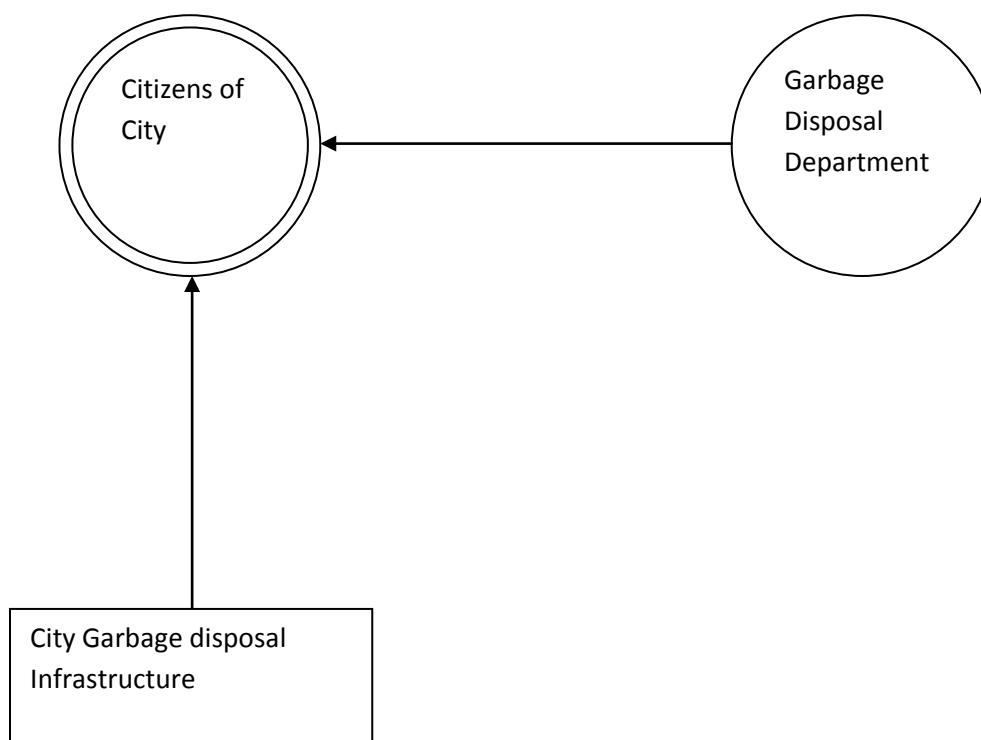 Citizens of
City
Garbage
Disposal
Department
City Garbage disposal
Infrastructure